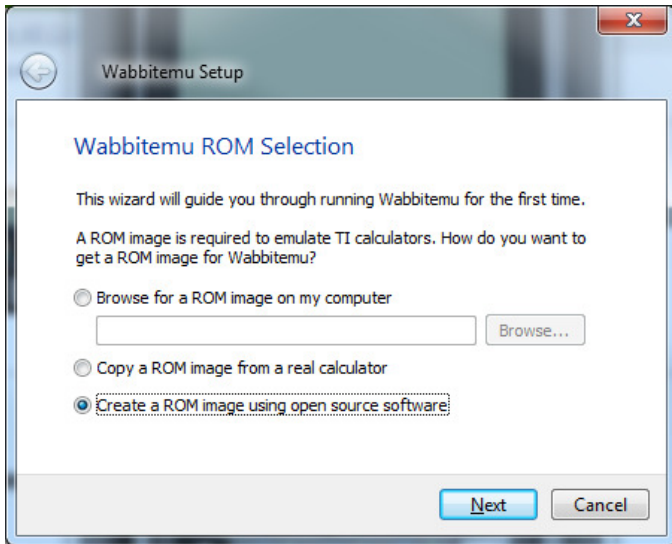 Wabbitemu Setup
Wabbitemu ROM Selection
This wizard will guide you through running Wabbitemu for the first time.
A ROM image is required to emulate TI calculators. How do you want to
get a ROM image for Wabbitemu?
Browse for a ROM image on my computer
Browse...
Copy a ROM image from a real calculator
Create a ROM image using open source software
Next Cancel